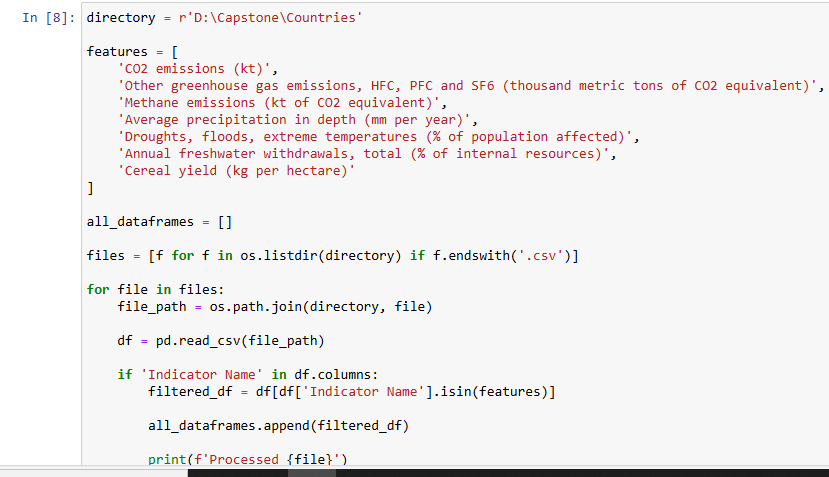 In [8]: directory = r'D:\Capstone\Countries'
features = [
    'CO2 emissions (kt)',
    'Other greenhouse gas emissions, HFC, PFC and SF6 (thousand metric tons of CO2 equivalent)',
    'Methane emissions (kt of CO2 equivalent)',
    'Average precipitation in depth (mm per year)',
    'Droughts, floods, extreme temperatures (% of population affected)',
    'Annual freshwater withdrawals, total (% of internal resources)',
    'Cereal yield (kg per hectare)'
]
all_dataframes = []
files = [f for f in os.listdir(directory) if f.endswith('.csv')]
for file in files:
    file_path = os.path.join(directory, file)
    df = pd.read_csv(file_path)
    if 'Indicator Name' in df.columns:
        filtered_df = df[df['Indicator Name'].isin(features)]
        all_dataframes.append(filtered_df)
        print(f'Processed {file}')